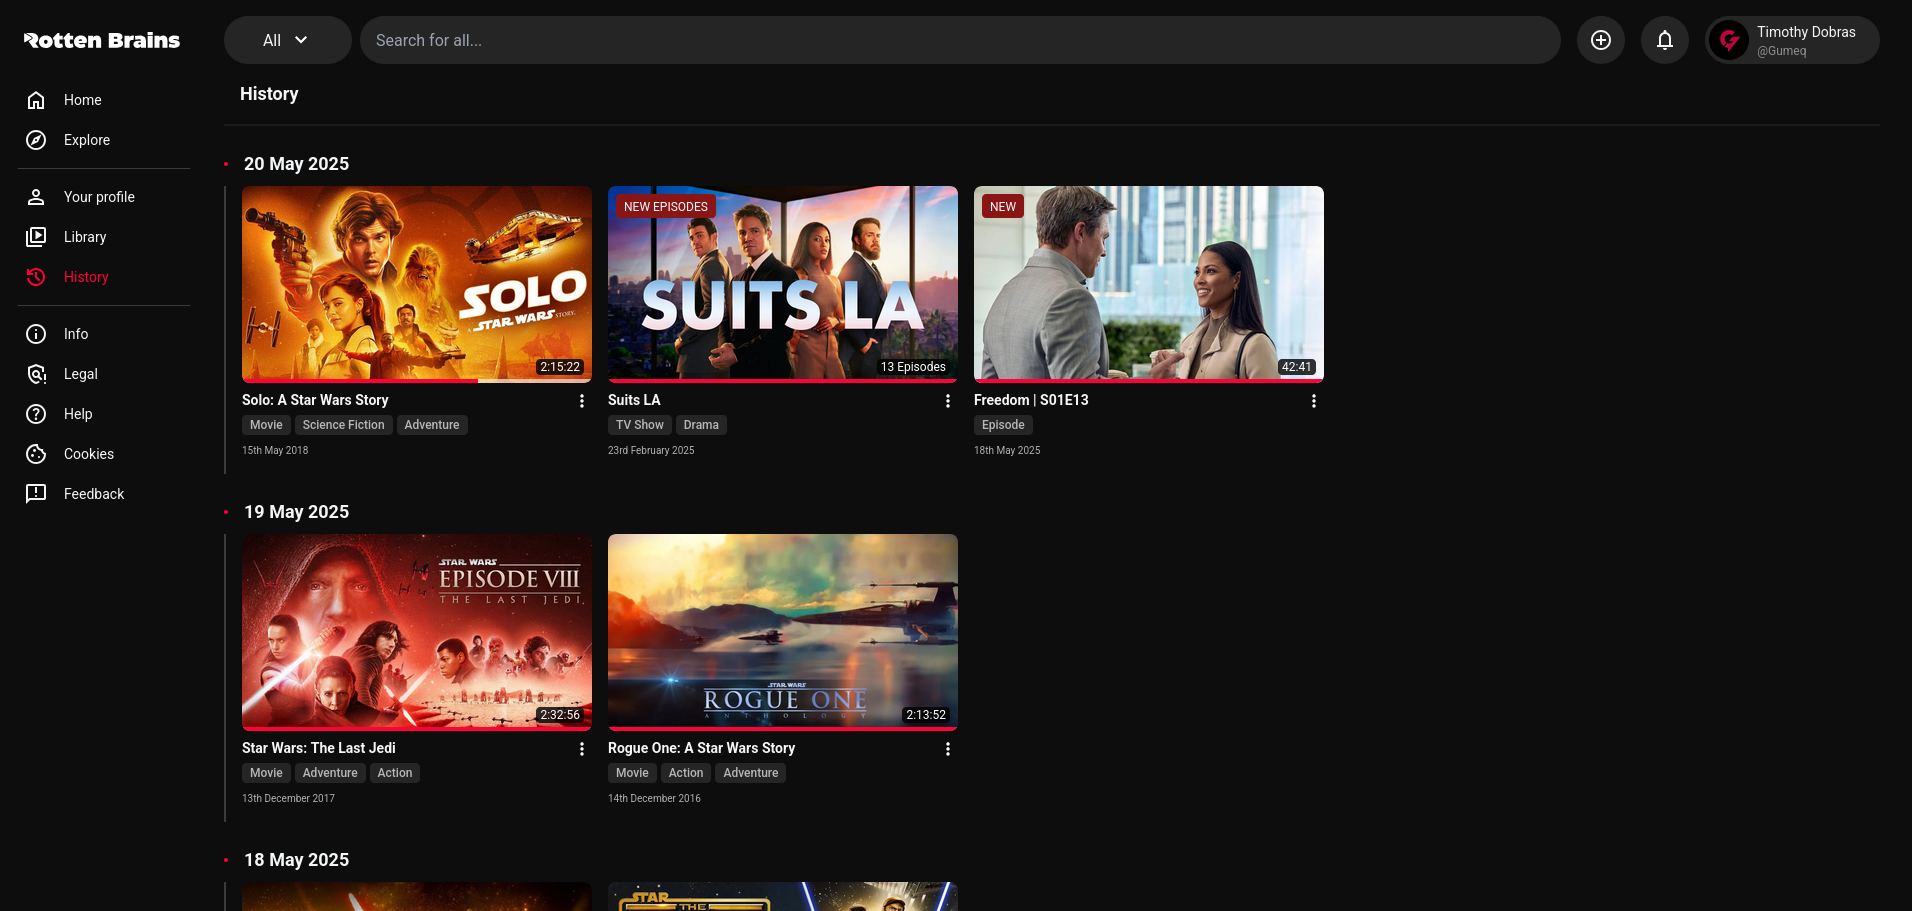 Rotten Brains
All
Search for all...
Timothy Dobras
@Gumeq
Home
Explore
Your profile
Library
History
Info
Legal
Help
Cookies
Feedback
History
20 May 2025
SOLO
A STAR WARS STORY.
2:15:22
Solo: A Star Wars Story
Movie Science Fiction Adventure
15th May 2018
NEW EPISODES
SUITS LA
13 Episodes
Suits LA
TV Show Drama
23rd February 2025
NEW
42:41
Freedom | S01E13
Episode
18th May 2025
19 May 2025
STAR WARS
EPISODE VIII
THE LAST JEDI
2:32:56
Star Wars: The Last Jedi
Movie Adventure Action
13th December 2017
STAR WARS
ROGUE ONE
ANTHOLOGY
2:13:52
Rogue One: A Star Wars Story
Movie Action Adventure
14th December 2016
18 May 2025
STAR
THE